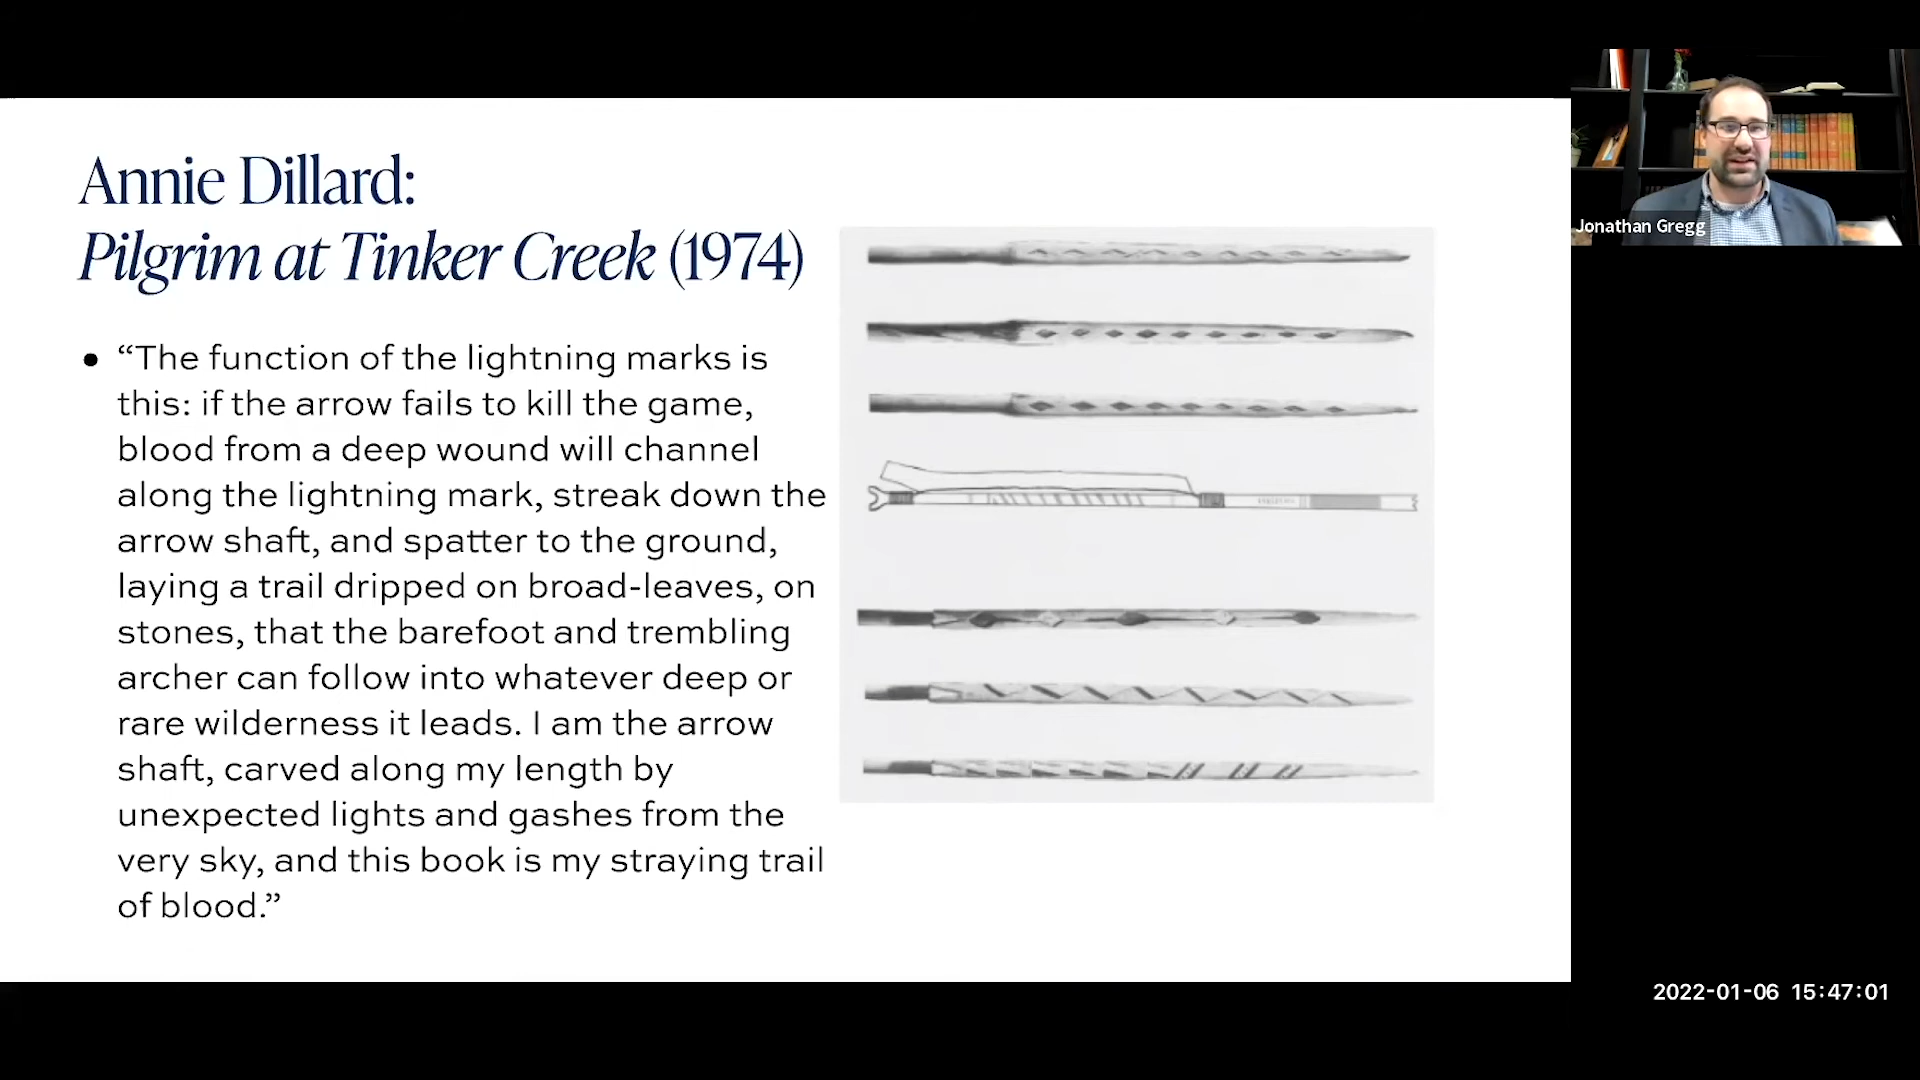 Annie Dillard:
Pilgrim at Tinker Creek (1974)
● “The function of the lightning marks is
this: if the arrow fails to kill the game,
blood from a deep wound will channel
along the lightning mark, streak down the
arrow shaft, and spatter to the ground,
laying a trail dripped on broad-leaves, on
stones, that the barefoot and trembling
archer can follow into whatever deep or
rare wilderness it leads. I am the arrow
shaft, carved along my length by
unexpected lights and gashes from the
very sky, and this book is my straying trail
of blood.”
Jonathan Gregg
2022-01-06 15:47:01